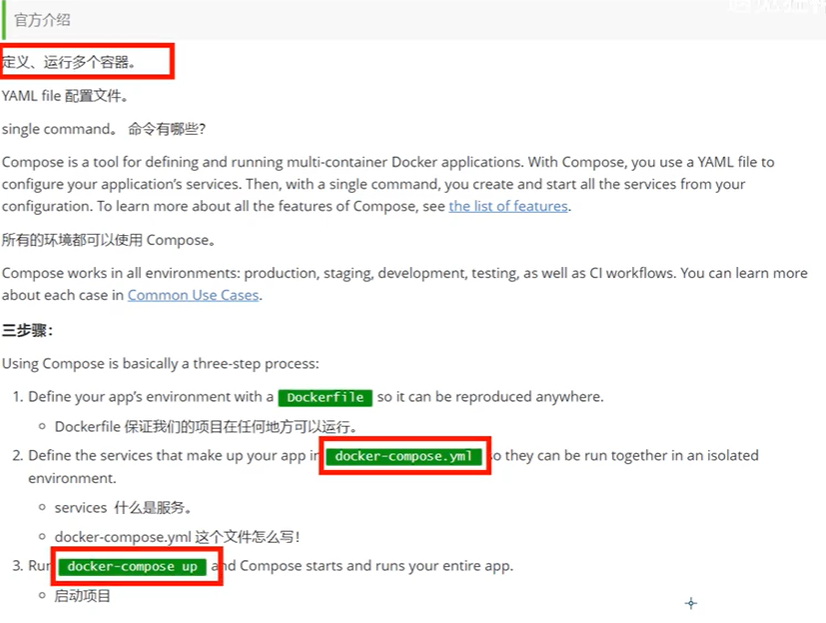 官方介绍
定义、运行多个容器。
YAML file 配置文件。
single command。 命令有哪些?
Compose is a tool for defining and running multi-container Docker applications. With Compose, you use a YAML file to
configure your application's services. Then, with a single command, you create and start all the services from your
configuration. To learn more about all the features of Compose, see the list of features.
所有的环境都可以使用 Compose。
Compose works in all environments: production, staging, development, testing, as well as CI workflows. You can learn more
about each case in Common Use Cases.
三步骤：
Using Compose is basically a three-step process:
1. Define your app's environment with a Dockerfile so it can be reproduced anywhere.
Dockerfile 保证我们的项目在任何地方可以运行。
2. Define the services that make up your app in docker-compose.yml so they can be run together in an isolated
environment.
services 什么是服务。
docker-compose.yml 这个文件怎么写!
3. Run docker-compose up and Compose starts and runs your entire app.
启动项目